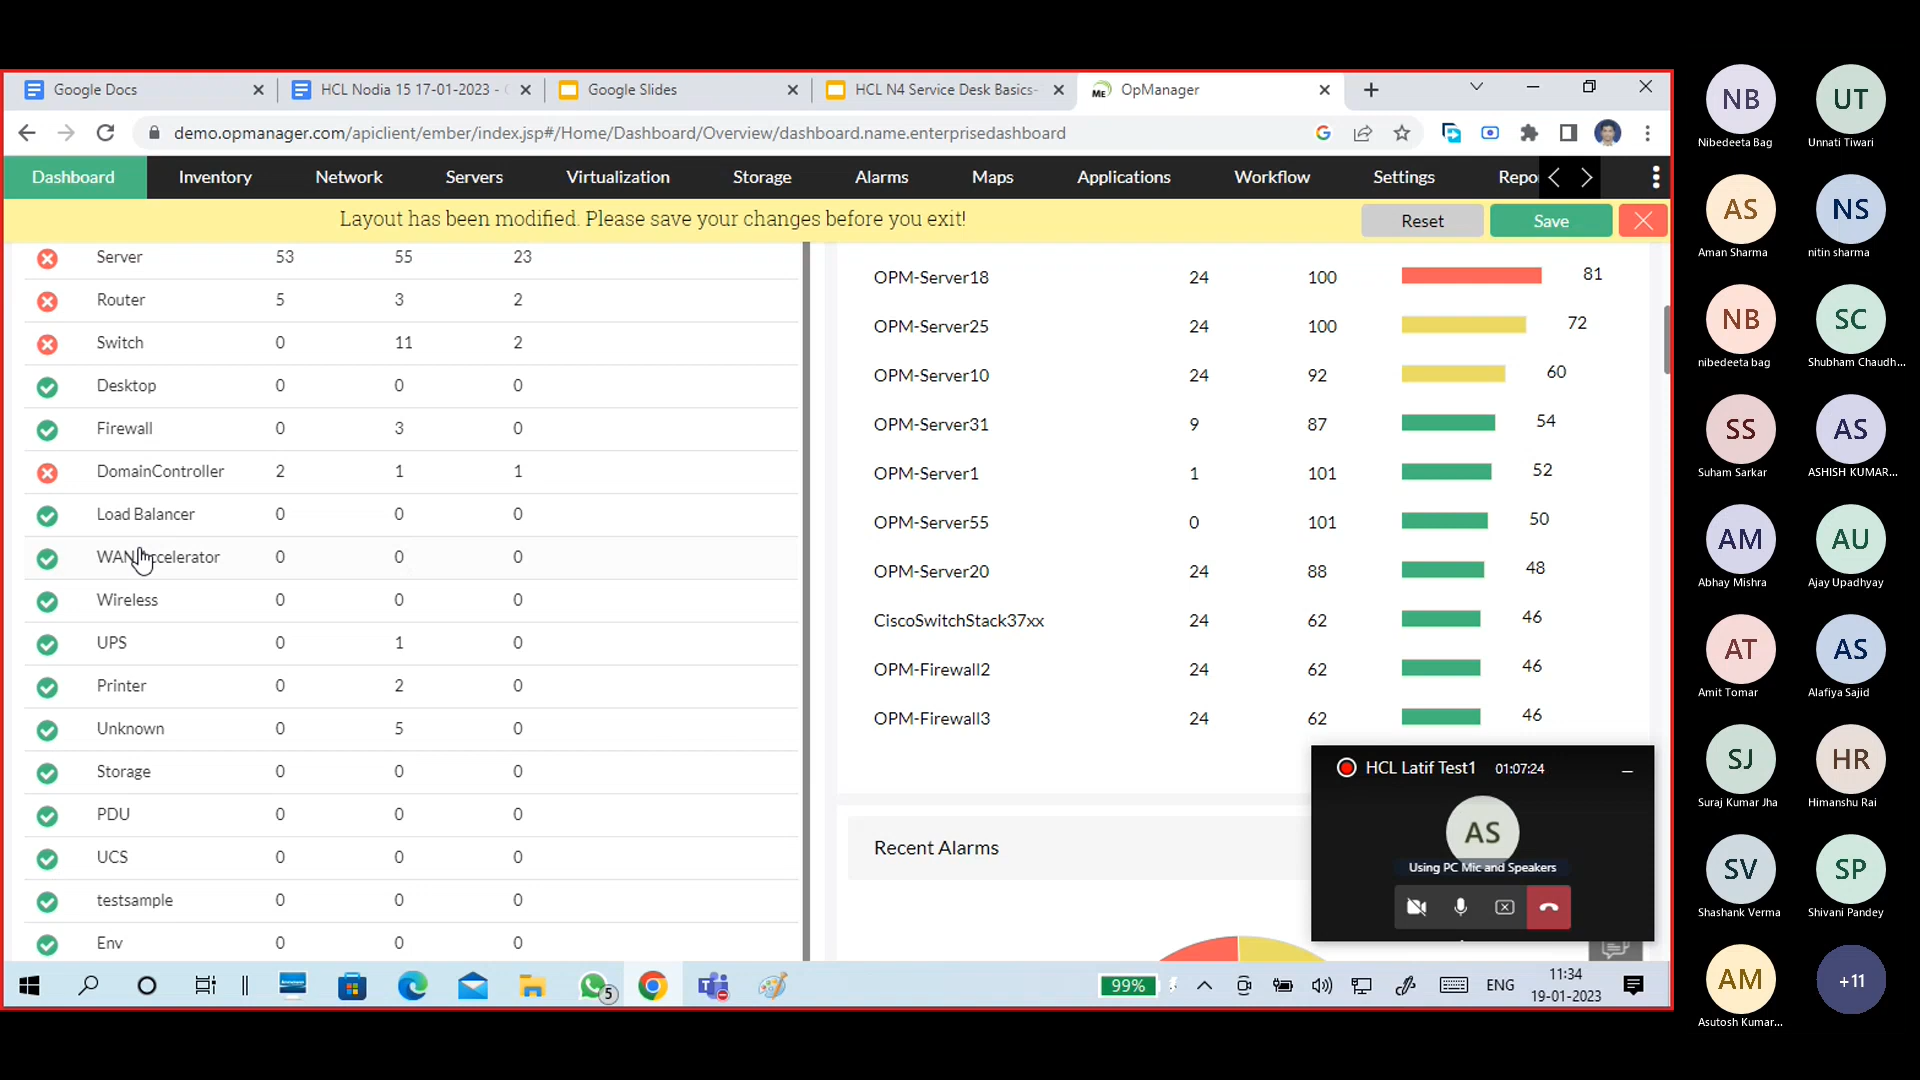 Google Docs
HCL Nodia 15 17-01-2023 -
Google Slides
HCL N4 Service Desk Basics-
ME OpManager
demo.opmanager.com/apiclient/ember/index.jsp#/Home/Dashboard/Overview/dashboard.name.enterprisedashboard
Dashboard Inventory Network Servers Virtualization Storage Alarms Maps Applications Workflow Settings Repo
Layout has been modified. Please save your changes before you exit!
Reset Save
Server 53 55 23
Router 5 3 2
Switch 0 11 2
Desktop 0 0 0
Firewall 0 3 0
DomainController 2 1 1
Load Balancer 0 0 0
WAN Accelerator 0 0 0
Wireless 0 0 0
UPS 0 1 0
Printer 0 2 0
Unknown 0 5 0
Storage 0 0 0
PDU 0 0 0
UCS 0 0 0
testsample 0 0 0
Env 0 0 0
OPM-Server18 24 100 81
OPM-Server25 24 100 72
OPM-Server10 24 92 60
OPM-Server31 9 87 54
OPM-Server1 1 101 52
OPM-Server55 0 101 50
OPM-Server20 24 88 48
CiscoSwitchStack37xx 24 62 46
OPM-Firewall2 24 62 46
OPM-Firewall3 24 62 46
Recent Alarms
HCL Latif Test1 01:07:24
AS
Using PC Mic and Speakers
5
99%
ENG
11:34
19-01-2023
NB UT
Nibedeeta Bag Unnati Tiwari
AS NS
Aman Sharma nitin sharma
NB SC
nibedeeta bag Shubham Chaudh...
SS AS
Suham Sarkar ASHISH KUMAR...
AM AU
Abhay Mishra Ajay Upadhyay
AT AS
Amit Tomar Alafiya Sajid
SJ HR
Suraj Kumar Jha Himanshu Rai
SV SP
Shashank Verma Shivani Pandey
AM +11
Asutosh Kumar...